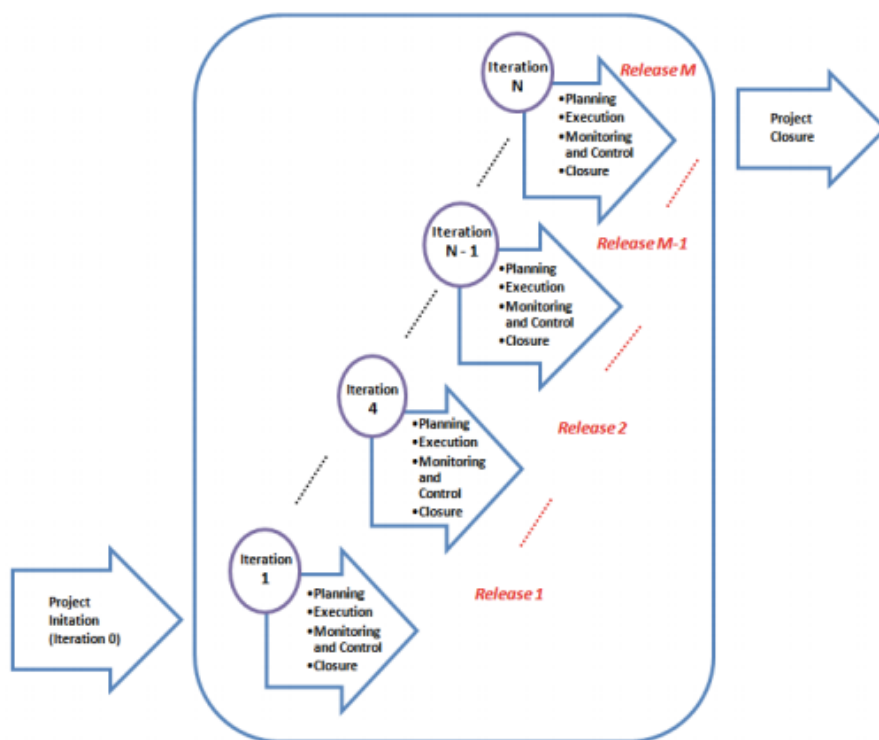 Iteration
N
Release M
•Planning
•Execution
•Monitoring
and Control
•Closure
Project
Closure
Iteration
N - 1
Release M-1
•Planning
•Execution
•Monitoring
and Control
•Closure
Iteration
4
•Planning
•Execution
•Monitoring
and
Control
•Closure
Release 2
Iteration
1
•Planning
•Execution
•Monitoring
and Control
•Closure
Release 1
Project
Initation
(Iteration 0)